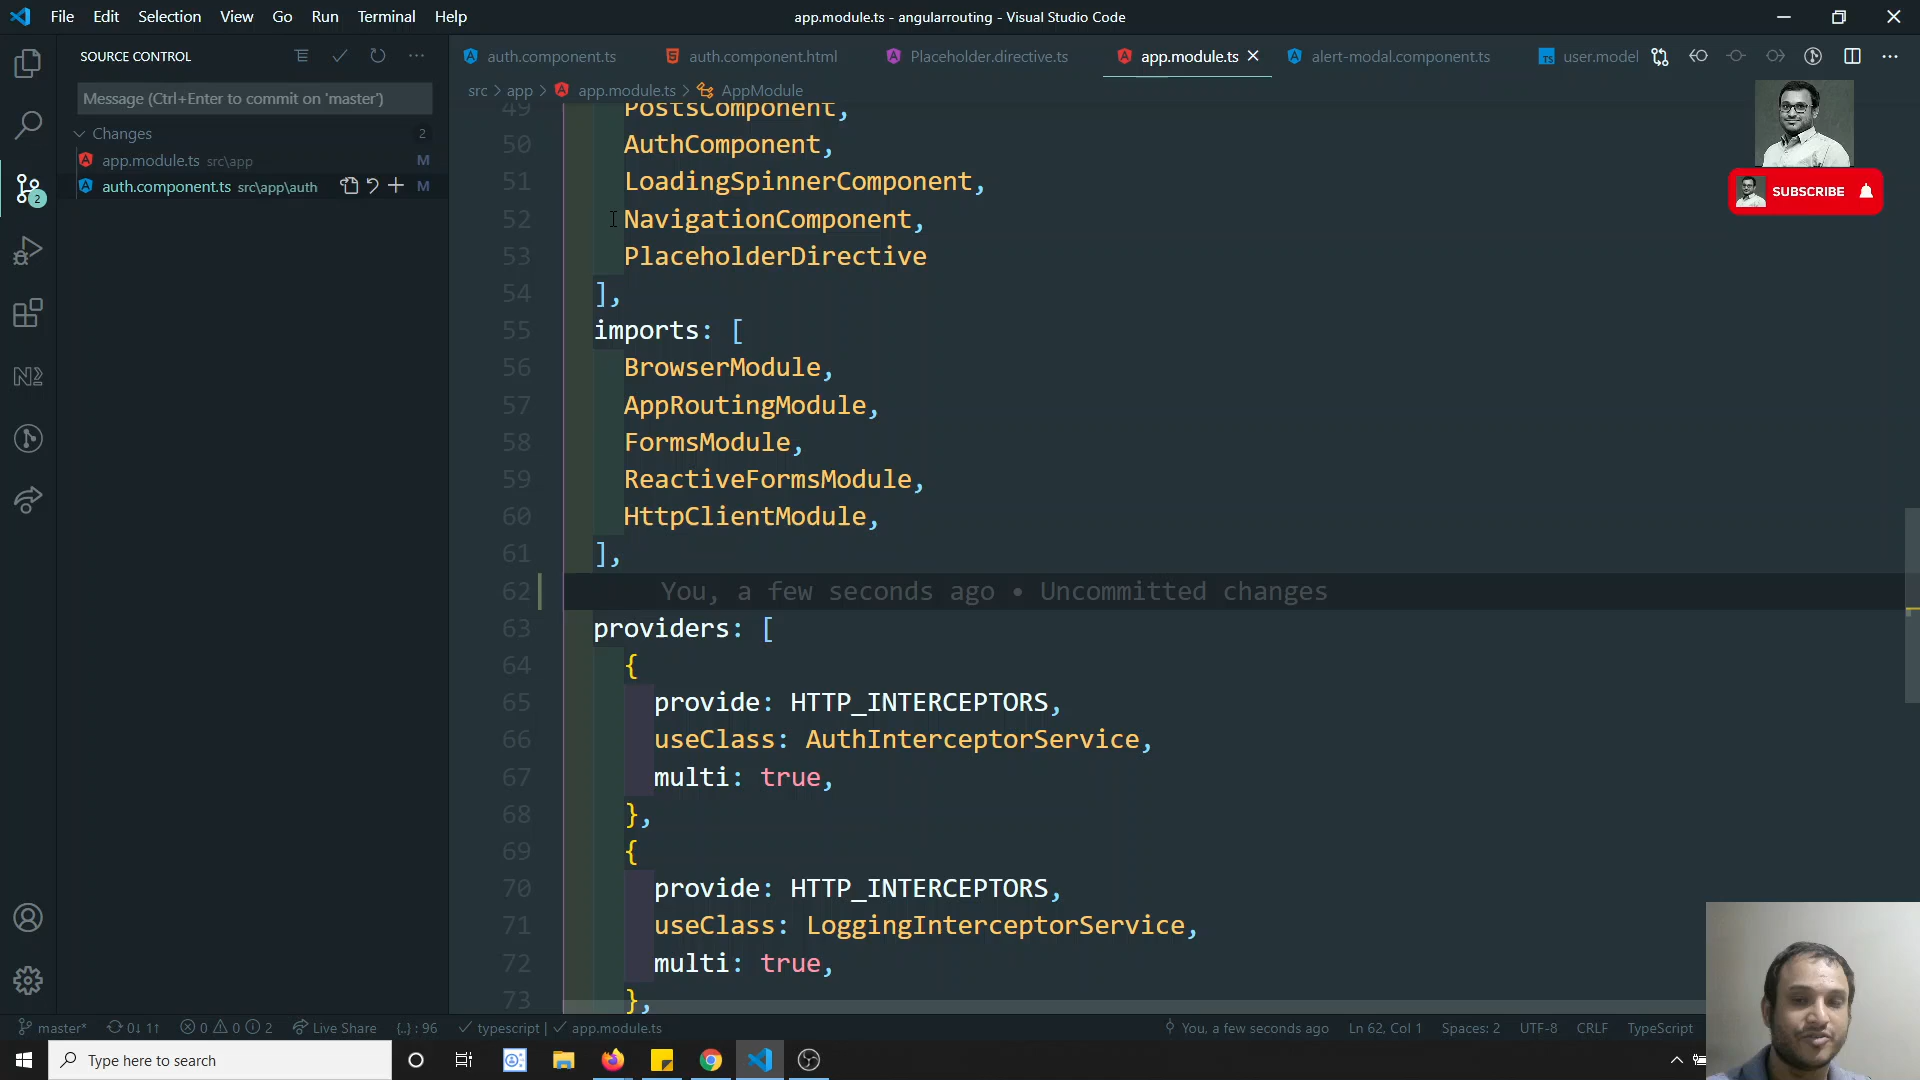 File Edit Selection View Go Run Terminal Help
app.module.ts - angularrouting - Visual Studio Code
SOURCE CONTROL
Message (Ctrl+Enter to commit on 'master')
Changes 2
app.module.ts src\app M
auth.component.ts src\app\auth M
2
auth.component.ts auth.component.html Placeholder.directive.ts app.module.ts alert-modal.component.ts user.model
src > app > app.module.ts > AppModule
SUBSCRIBE
49 PostsComponent,
50 AuthComponent,
51 LoadingSpinnerComponent,
52 NavigationComponent,
53 PlaceholderDirective
54 ],
55 imports: [
56 BrowserModule,
57 AppRoutingModule,
58 FormsModule,
59 ReactiveFormsModule,
60 HttpClientModule,
61 ],
62 You, a few seconds ago • Uncommitted changes
63 providers: [
64 {
65 provide: HTTP_INTERCEPTORS,
66 useClass: AuthInterceptorService,
67 multi: true,
68 },
69 {
70 provide: HTTP_INTERCEPTORS,
71 useClass: LoggingInterceptorService,
72 multi: true,
73 },
master* 0↓ 1↑ 0 0 2 Live Share {..} : 96 typescript | app.module.ts You, a few seconds ago Ln 62, Col 1 Spaces: 2 UTF-8 CRLF TypeScript
Type here to search